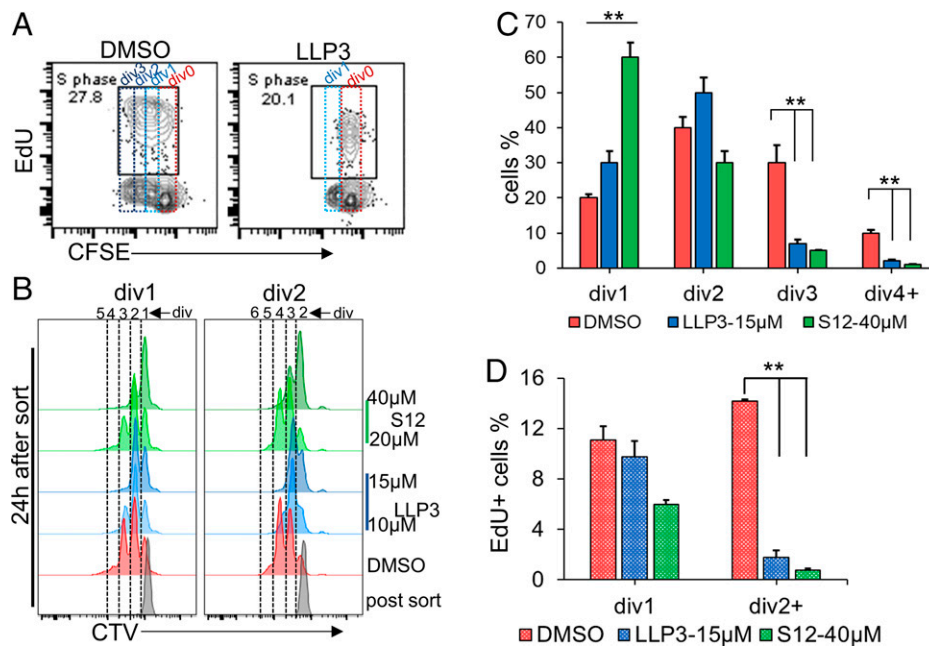 A
DMSO
LLP3
S phase
27.8
div3
div2
div1
div0
S phase
20.1
div1
div0
EdU
CFSE
B
div1
div2
5 4 3 2 1 div
6 5 4 3 2 div
24h after sort
40µM
S12
20µM
15µM
LLP3
10µM
DMSO
post sort
CTV
C
**
**
**
cells %
70
60
50
40
30
20
10
0
div1
div2
div3
div4+
DMSO
LLP3-15µM
S12-40µM
D
**
EdU+ cells %
16
12
8
4
0
div1
div2+
DMSO
LLP3-15µM
S12-40µM